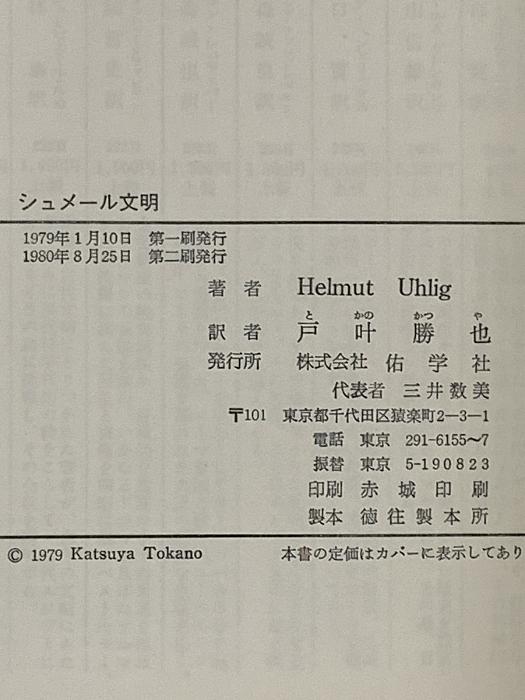 シュメール文明
1979年1月10日 第一刷発行
1980年8月25日 第二刷発行
著者 Helmut Uhlig
と かの かつ や
訳者 戸叶勝也
発行所 株式会社 佑学社
代表者 三井数美
〒101 東京都千代田区猿楽町2―3―1
電話 東京 291-6155〜7
振替 東京 5-190823
印刷 赤城印刷
製本 徳住製本所
© 1979 Katsuya Tokano 本書の定価はカバーに表示してあり